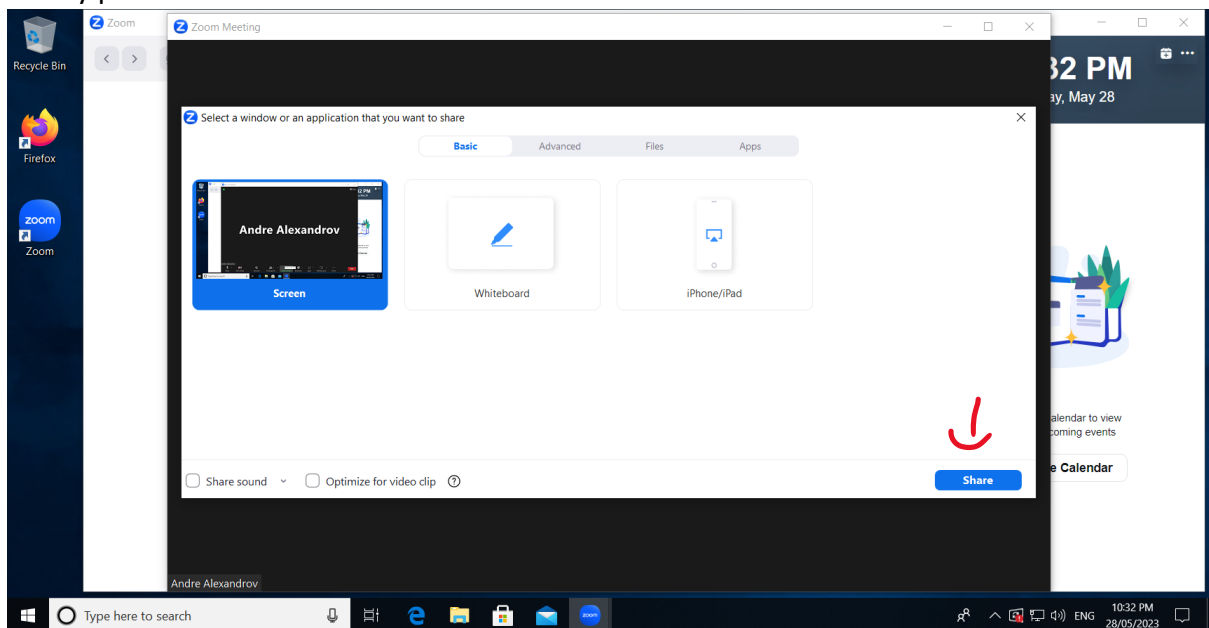 Zoom
Zoom Meeting
Recycle Bin
32 PM
ay, May 28
Select a window or an application that you want to share
Basic Advanced Files Apps
Firefox
Andre Alexandrov
zoom
Zoom
Screen Whiteboard iPhone/iPad
alendar to view
coming events
e Calendar
Share sound Optimize for video clip Share
Andre Alexandrov
Type here to search
zoom
ENG
10:32 PM
28/05/2023